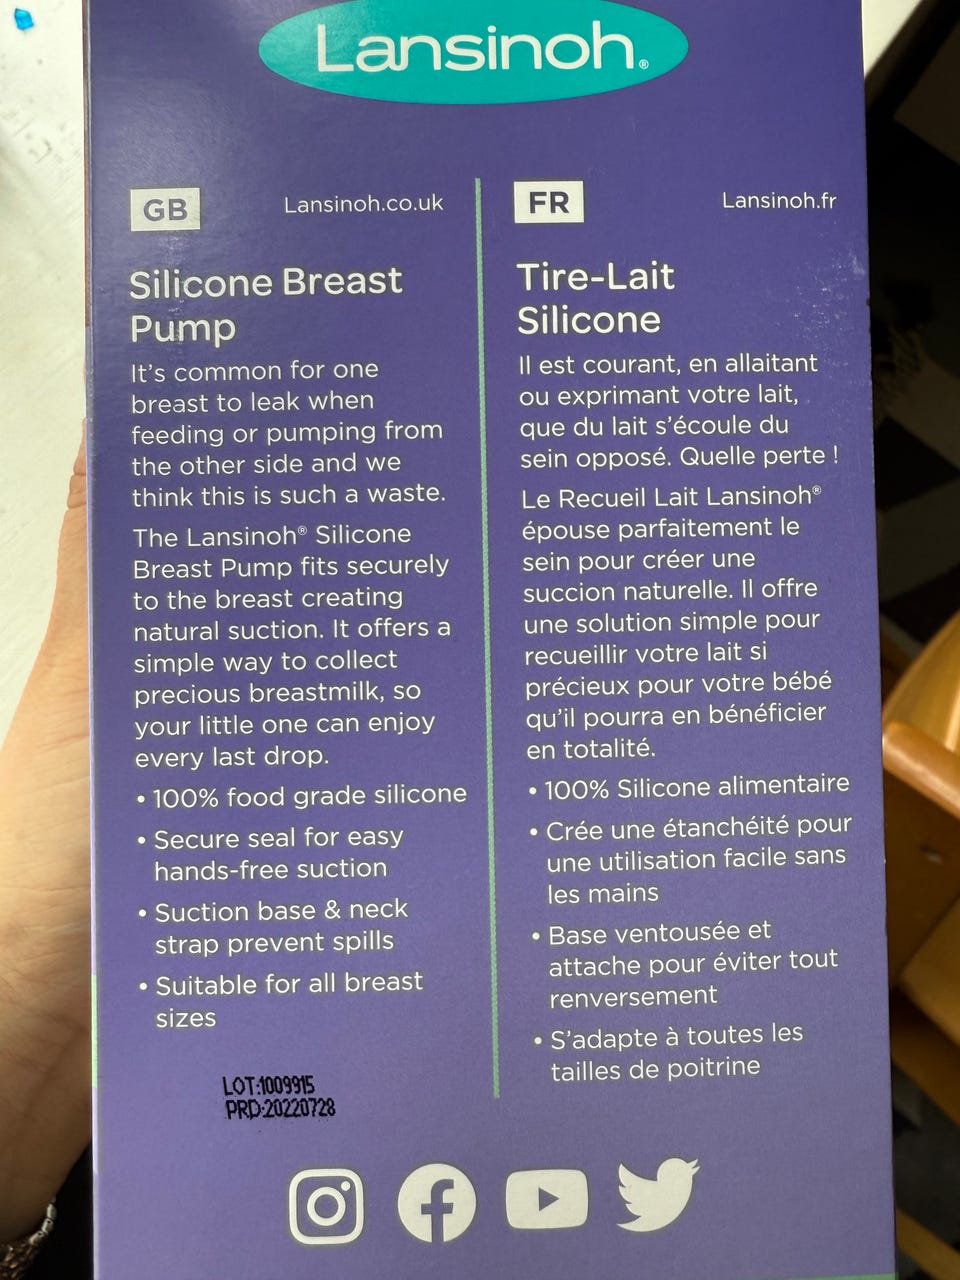 Lansinoh®
GB
Lansinoh.co.uk
Silicone Breast
Pump
It's common for one
breast to leak when
feeding or pumping from
the other side and we
think this is such a waste.
The Lansinoh® Silicone
Breast Pump fits securely
to the breast creating
natural suction. It offers a
simple way to collect
precious breastmilk, so
your little one can enjoy
every last drop.
• 100% food grade silicone
• Secure seal for easy
hands-free suction
• Suction base & neck
strap prevent spills
• Suitable for all breast
sizes
LOT:1009915
PRD:20220728
FR
Lansinoh.fr
Tire-Lait
Silicone
Il est courant, en allaitant
ou exprimant votre lait,
que du lait s'écoule du
sein opposé. Quelle perte !
Le Recueil Lait Lansinoh®
épouse parfaitement le
sein pour créer une
succion naturelle. Il offre
une solution simple pour
recueillir votre lait si
précieux pour votre bébé
qu'il pourra en bénéficier
en totalité.
• 100% Silicone alimentaire
• Crée une étanchéité pour
une utilisation facile sans
les mains
• Base ventousée et
attache pour éviter tout
renversement
• S'adapte à toutes les
tailles de poitrine